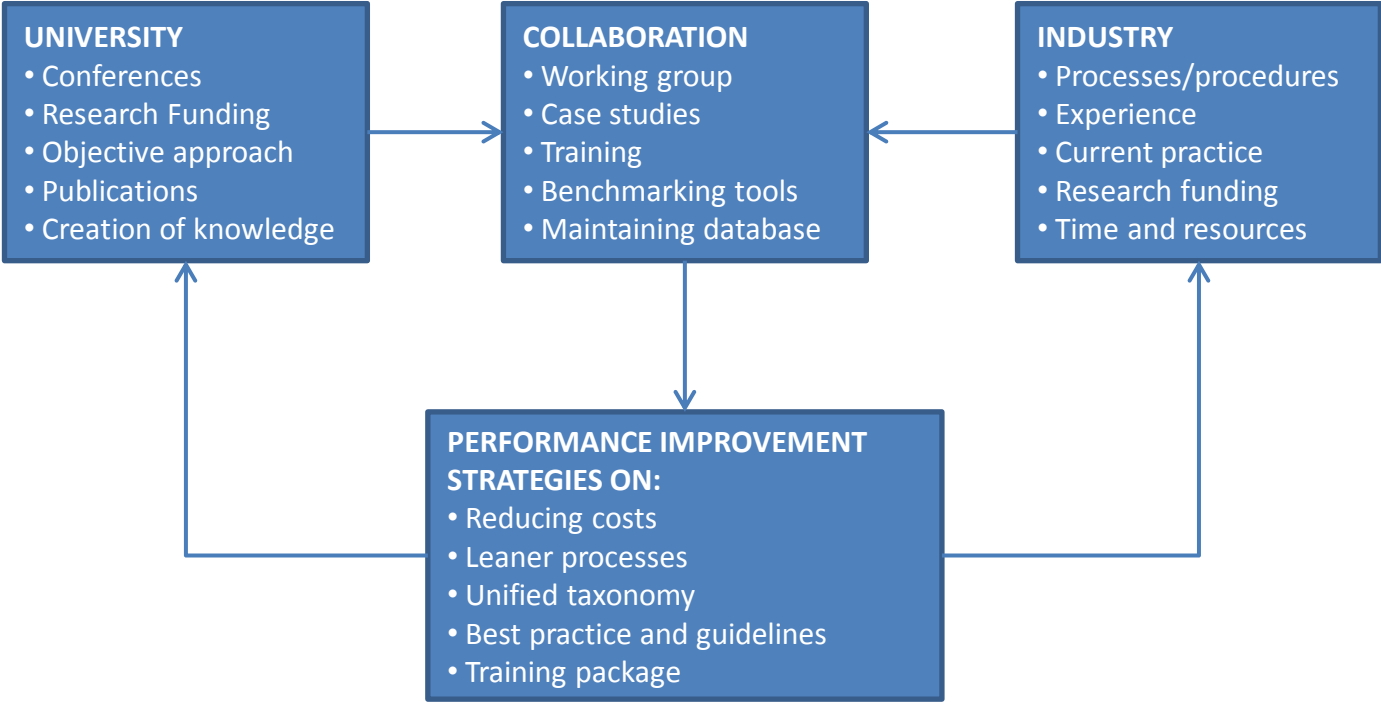 UNIVERSITY
• Conferences
• Research Funding
• Objective approach
• Publications
• Creation of knowledge
COLLABORATION
• Working group
• Case studies
• Training
• Benchmarking tools
• Maintaining database
INDUSTRY
• Processes/procedures
• Experience
• Current practice
• Research funding
• Time and resources
PERFORMANCE IMPROVEMENT
STRATEGIES ON:
• Reducing costs
• Leaner processes
• Unified taxonomy
• Best practice and guidelines
• Training package